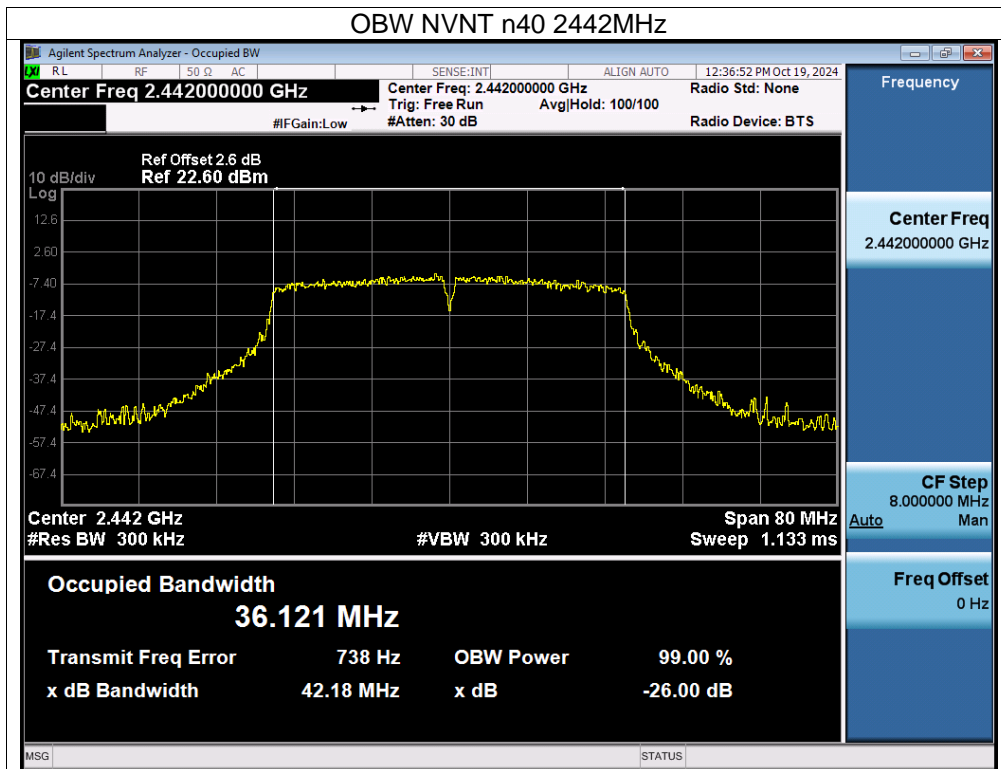 OBW NVNT n40 2442MHz
Agilent Spectrum Analyzer - Occupied BW
LXI RL RF 50 Ω AC SENSE:INT ALIGN AUTO 12:36:52 PM Oct 19, 2024
Center Freq 2.442000000 GHz
Center Freq: 2.442000000 GHz Radio Std: None
Trig: Free Run Avg|Hold: 100/100
#IFGain:Low #Atten: 30 dB Radio Device: BTS
Frequency
Ref Offset 2.6 dB
10 dB/div Ref 22.60 dBm
Log
12.6
2.60
-7.40
-17.4
-27.4
-37.4
-47.4
-57.4
-67.4
Center 2.442 GHz Span 80 MHz
#Res BW 300 kHz #VBW 300 kHz Sweep 1.133 ms
Center Freq
2.442000000 GHz
CF Step
8.000000 MHz
Auto Man
Freq Offset
0 Hz
Occupied Bandwidth
36.121 MHz
Transmit Freq Error 738 Hz OBW Power 99.00 %
x dB Bandwidth 42.18 MHz x dB -26.00 dB
MSG STATUS